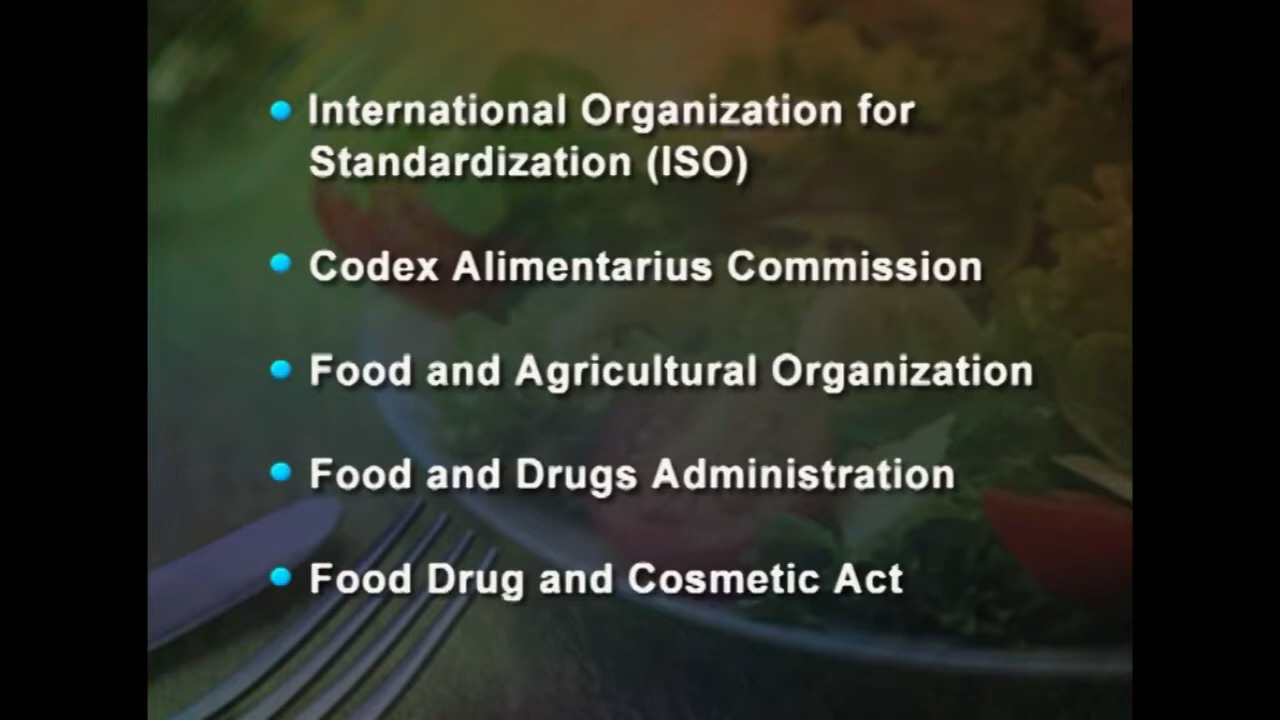 International Organization for
Standardization (ISO)
Codex Alimentarius Commission
Food and Agricultural Organization
Food and Drugs Administration
Food Drug and Cosmetic Act